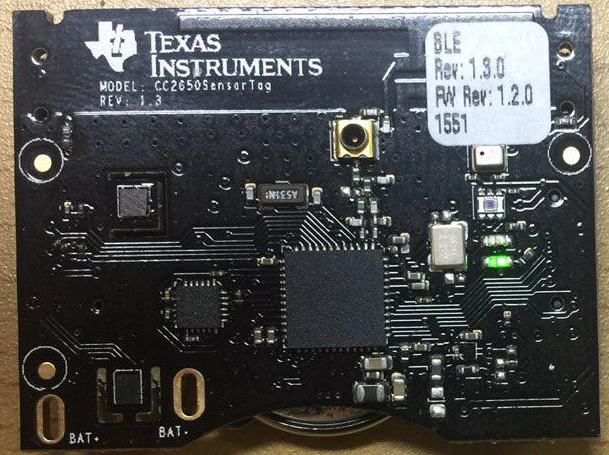 TEXAS
INSTRUMENTS
MODEL: CC2650SensorTag
REV: 1.3
BLE
Rev: 1.3.0
FW Rev: 1.2.0
1551
A531N
BAT+
BAT-